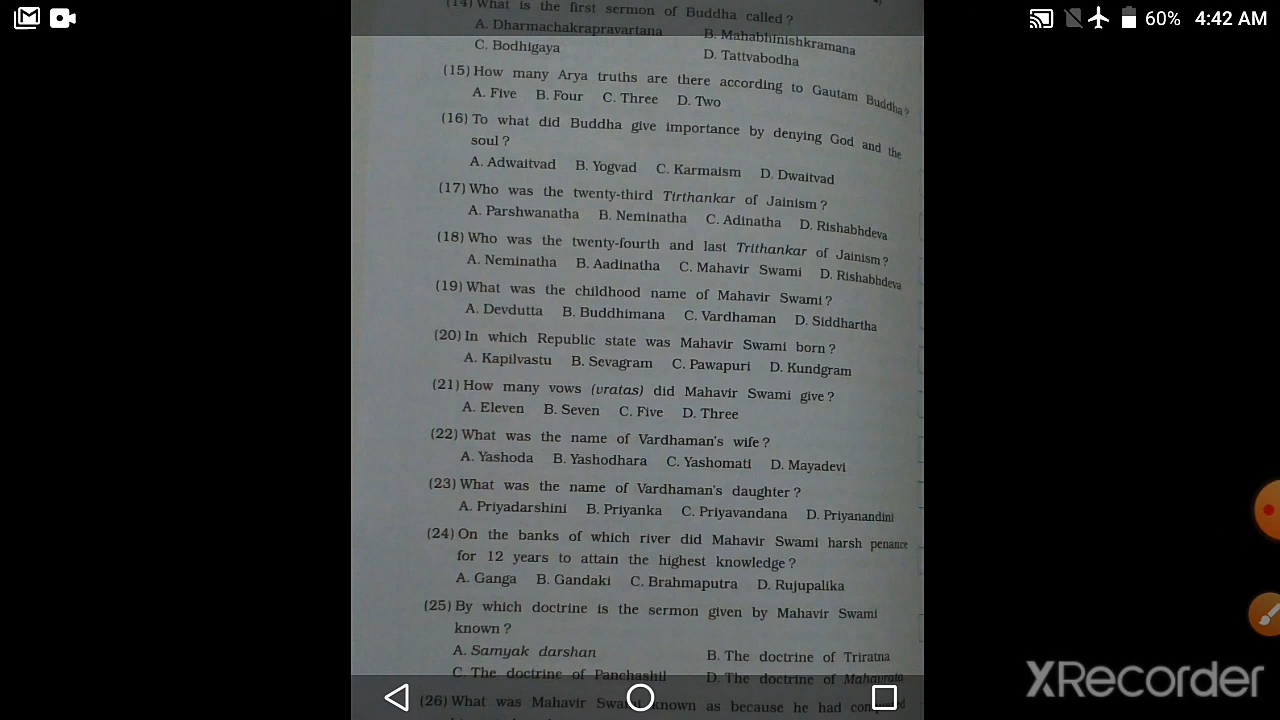 60% 4:42 AM
(14) What is the first sermon of Buddha called ?
A. Dharmachakrapravartana B. Mahabhinishkramana
C. Bodhigaya D. Tattvabodha
(15) How many Arya truths are there according to Gautam Buddha?
A. Five B. Four C. Three D. Two
(16) To what did Buddha give importance by denying God and the
soul ?
A. Adwaitvad B. Yogvad C. Karmaism D. Dwaitvad
(17) Who was the twenty-third Tirthankar of Jainism ?
A. Parshwanatha B. Neminatha C. Adinatha D. Rishabhdeva
(18) Who was the twenty-fourth and last Trithankar of Jainism ?
A. Neminatha B. Aadinatha C. Mahavir Swami D. Rishabhdeva
(19) What was the childhood name of Mahavir Swami ?
A. Devdutta B. Buddhimana C. Vardhaman D. Siddhartha
(20) In which Republic state was Mahavir Swami born ?
A. Kapilvastu B. Sevagram C. Pawapuri D. Kundgram
(21) How many vows (vratas) did Mahavir Swami give ?
A. Eleven B. Seven C. Five D. Three
(22) What was the name of Vardhaman's wife ?
A. Yashoda B. Yashodhara C. Yashomati D. Mayadevi
(23) What was the name of Vardhaman's daughter ?
A. Priyadarshini B. Priyanka C. Priyavandana D. Priyanandini
(24) On the banks of which river did Mahavir Swami harsh penance
for 12 years to attain the highest knowledge ?
A. Ganga B. Gandaki C. Brahmaputra D. Rujupalika
(25) By which doctrine is the sermon given by Mahavir Swami
known ?
A. Samyak darshan B. The doctrine of Triratna
C. The doctrine of Panchashil D. The doctrine of Mahavrata
(26) What was Mahavir Swami known as because he had
XRecorder